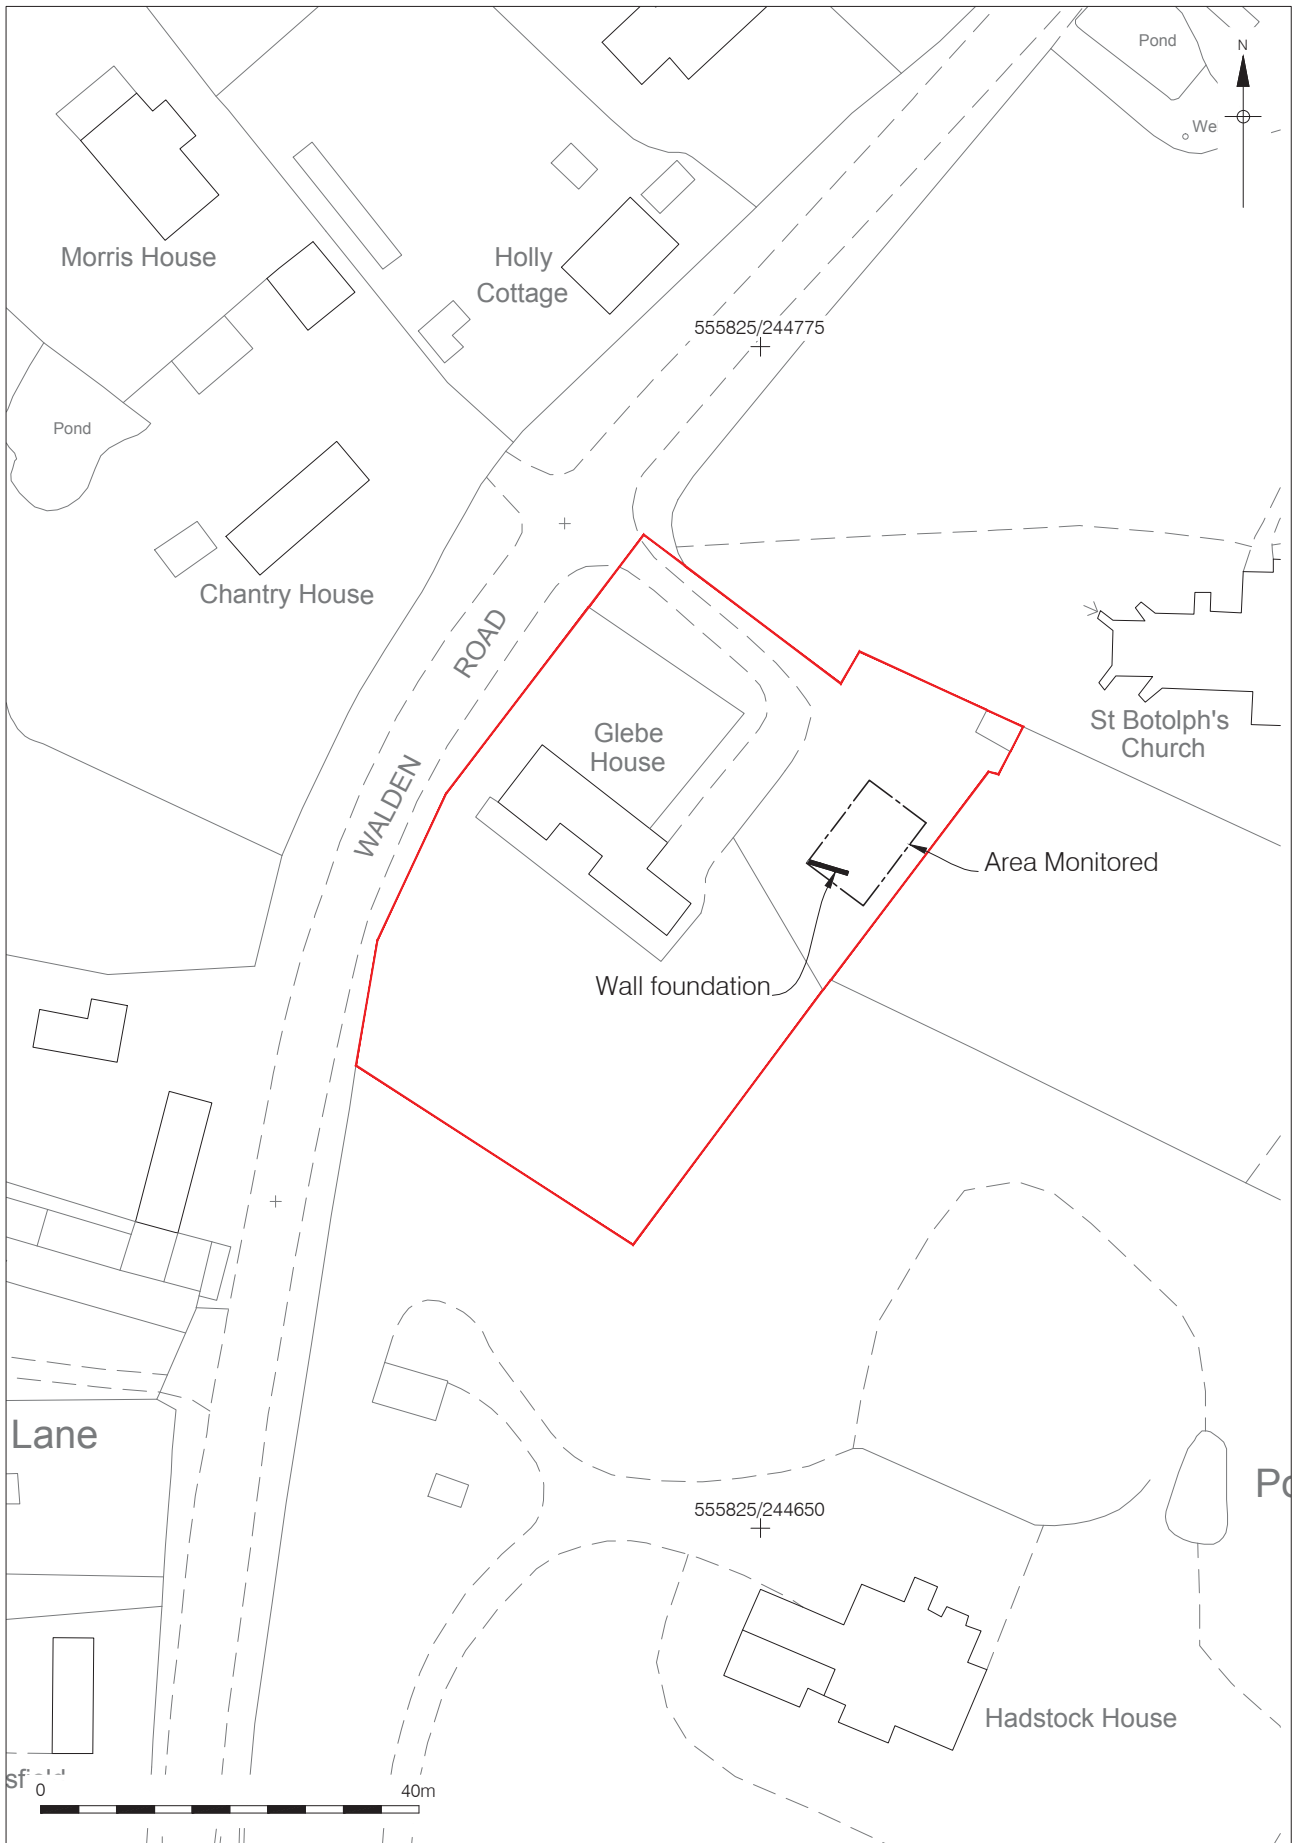 Pond
N
We
Morris House
Holly
Cottage
555825/244775
Pond
Chantry House
WALDEN ROAD
Glebe
House
St Botolph's
Church
Area Monitored
Wall foundation
Lane
555825/244650
Hadstock House
0
40m